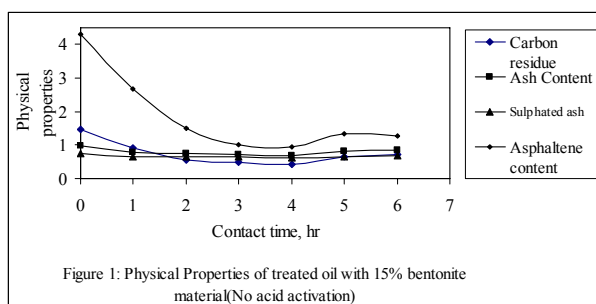 4
3
2
1
0
Physical
properties
0 1 2 3 4 5 6 7
Contact time, hr
Carbon
residue
Ash Content
Sulphated ash
Asphaltene
content
Figure 1: Physical Properties of treated oil with 15% bentonite
material(No acid activation)